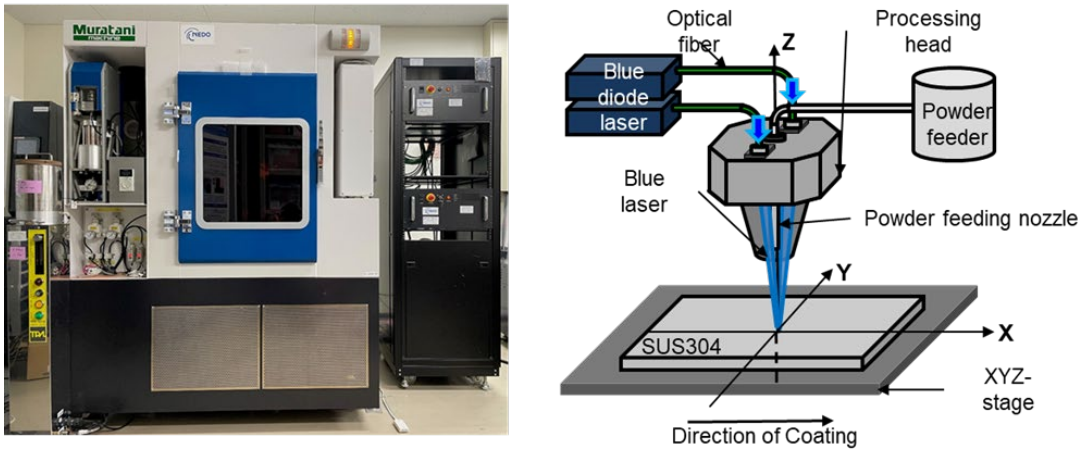 Muratani
machine
NEDO
TDA
Optical
fiber
Z
Processing
head
Blue
diode
laser
Powder
feeder
Blue
laser
Powder feeding nozzle
Y
X
SUS304
XYZ-
stage
Direction of Coating